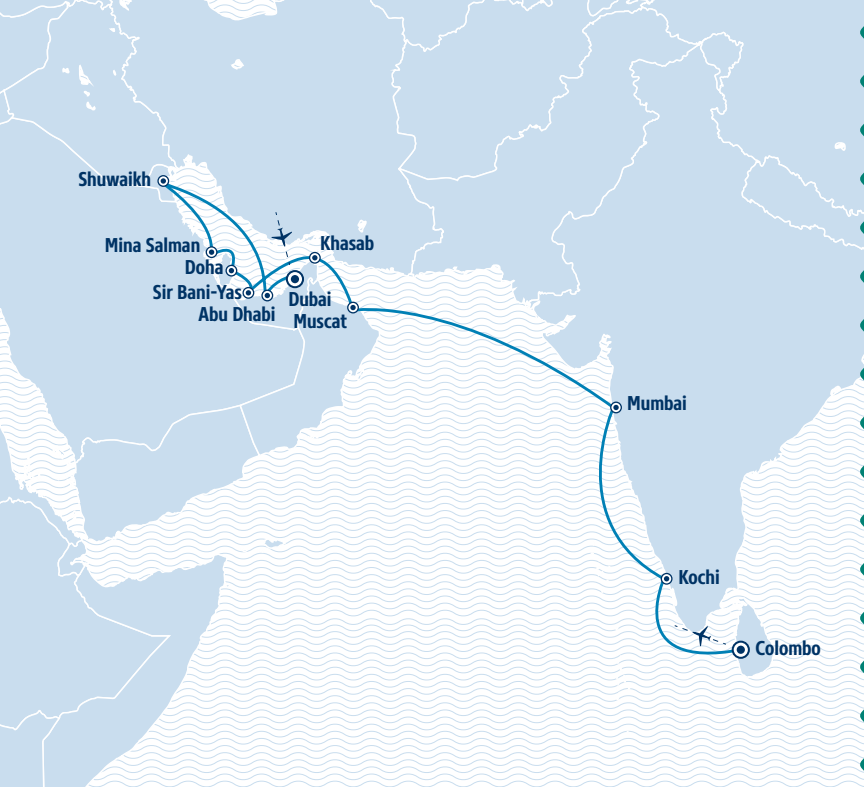 Shuwaikh
Mina Salman
Khasab
Doha
Sir Bani-Yas
Dubai
Abu Dhabi
Muscat
Mumbai
Kochi
Colombo